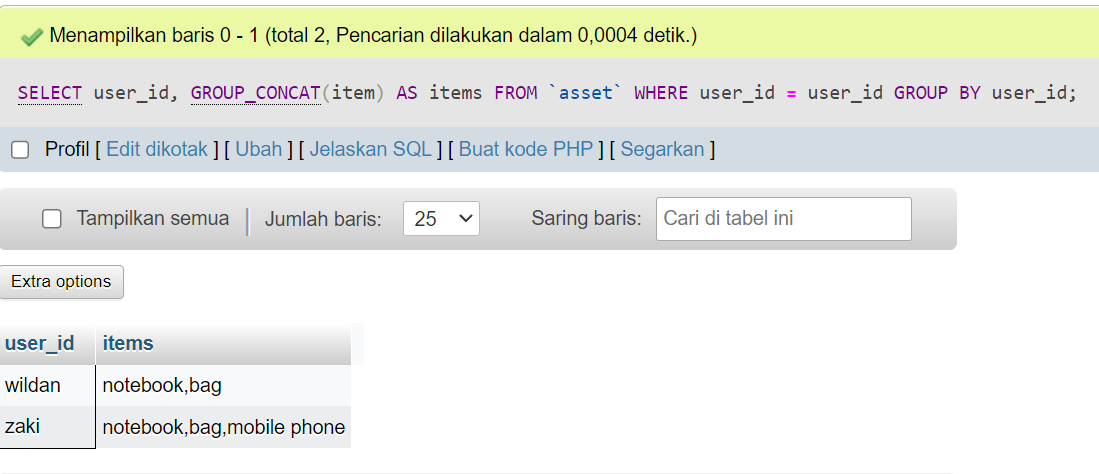 Menampilkan baris 0 - 1 (total 2, Pencarian dilakukan dalam 0,0004 detik.)
SELECT user_id, GROUP_CONCAT(item) AS items FROM `asset` WHERE user_id = user_id GROUP BY user_id;
Profil [ Edit dikotak ] [ Ubah ] [ Jelaskan SQL ] [ Buat kode PHP ] [ Segarkan ]
Tampilkan semua Jumlah baris: 25 Saring baris: Cari di tabel ini
Extra options
user_id items
wildan notebook,bag
zaki notebook,bag,mobile phone